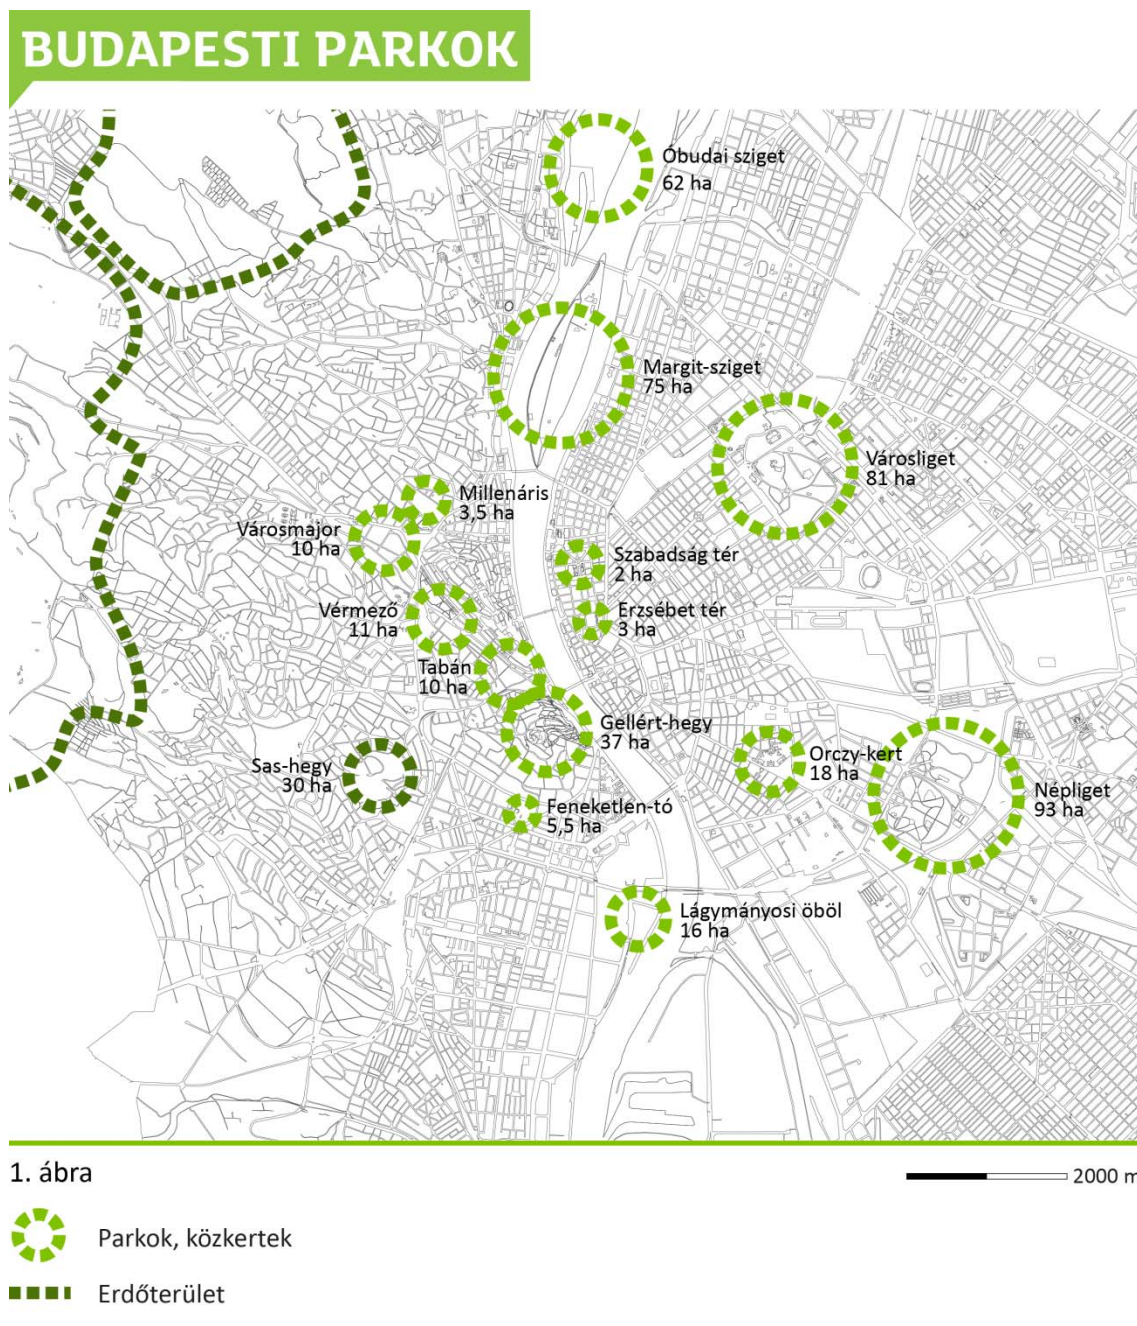 BUDAPESTI PARKOK
Óbudai sziget
62 ha
Margit-sziget
75 ha
Városliget
81 ha
Millenáris
3,5 ha
Városmajor
10 ha
Szabadság tér
2 ha
Vérmező
11 ha
Erzsébet tér
3 ha
Tabán
10 ha
Gellért-hegy
37 ha
Sas-hegy
30 ha
Orczy-kert
18 ha
Népliget
93 ha
Feneketlen-tó
5,5 ha
Lágymányosi öböl
16 ha
1. ábra
2000 m
Parkok, közkertek
Erdőterület